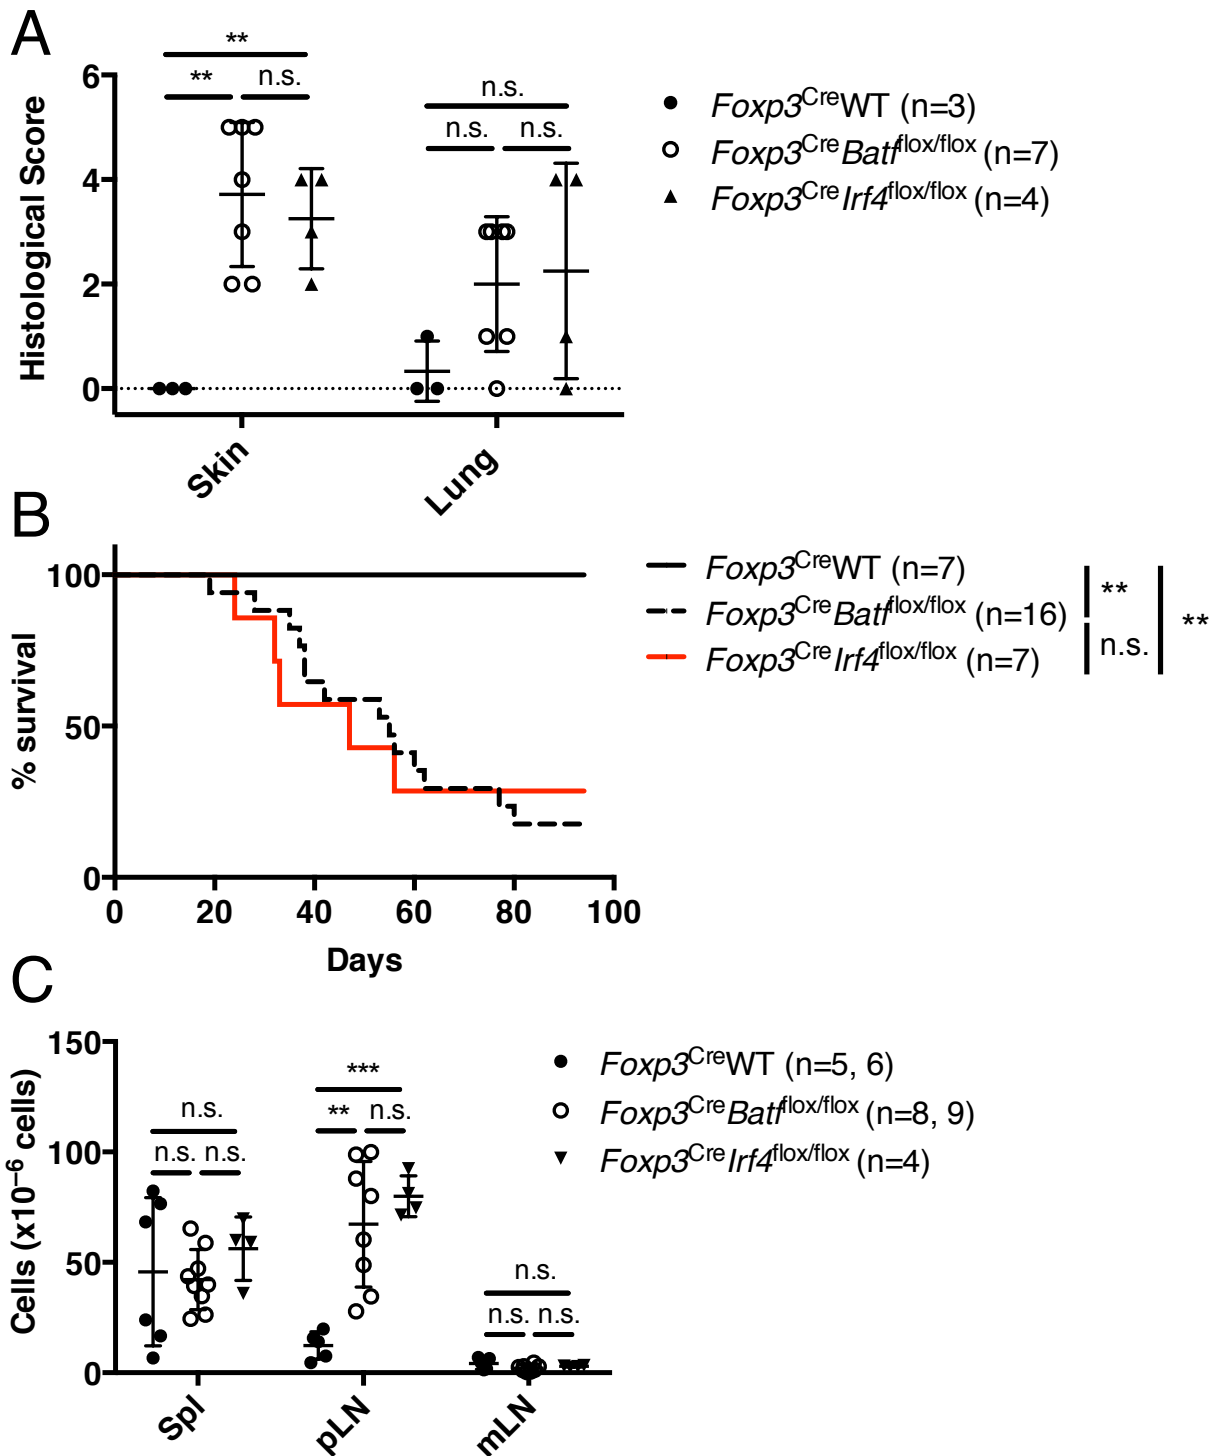 A
**
** n.s.
n.s.
n.s. n.s.
6
4
2
0
Histological Score
Skin
Lung
Foxp3CreWT (n=3)
Foxp3CreBatfflox/flox (n=7)
Foxp3CreIrf4flox/flox (n=4)
B
100
50
0
% survival
0 20 40 60 80 100
Days
Foxp3CreWT (n=7)
Foxp3CreBatfflox/flox (n=16)
Foxp3CreIrf4flox/flox (n=7)
**
n.s.
**
C
150
100
50
0
Cells (x10–6 cells)
n.s.
n.s. n.s.
***
** n.s.
n.s.
n.s. n.s.
Spl
pLN
mLN
Foxp3CreWT (n=5, 6)
Foxp3CreBatfflox/flox (n=8, 9)
Foxp3CreIrf4flox/flox (n=4)